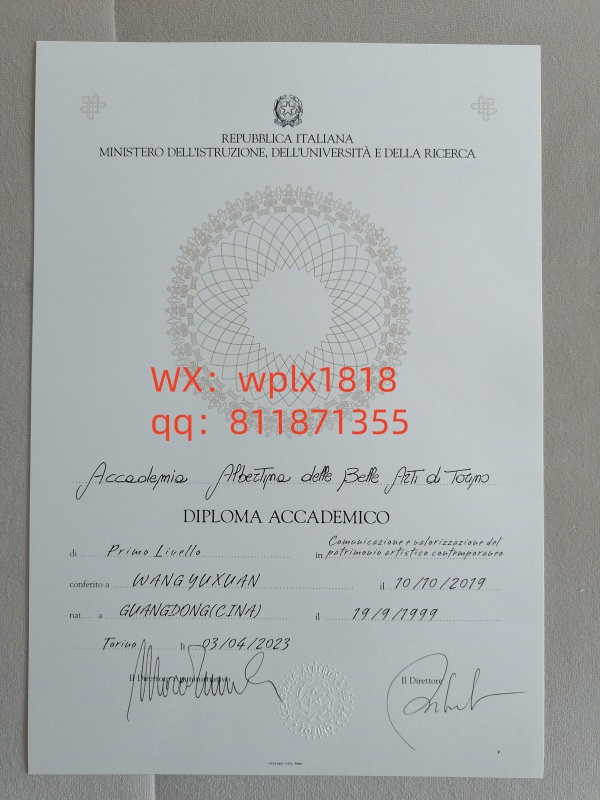 REPUBBLICA ITALIANA
MINISTERO DELL'ISTRUZIONE, DELL'UNIVERSITÀ E DELLA RICERCA
WX：wplx1818
qq：811871355
Accademia Albertina delle Belle Arti di Torino
DIPLOMA ACCADEMICO
di Primo Livello in Comunicazione e valorizzazione del
patrimonio artistico contemporaneo
conferito a WANG YUXUAN il 10/10/2019
nat a GUANGDONG (CINA) il 19/9/1999
Torino lì 03/04/2023
Il Direttore Amministrativo Il Direttore